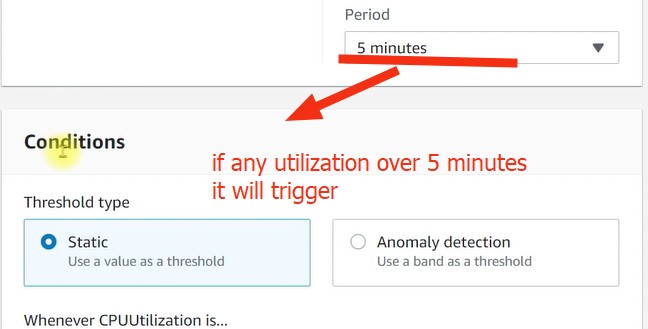 Period
5 minutes
Conditions
if any utilization over 5 minutes
it will trigger
Threshold type
Static
Use a value as a threshold
Anomaly detection
Use a band as a threshold
Whenever CPUUtilization is...